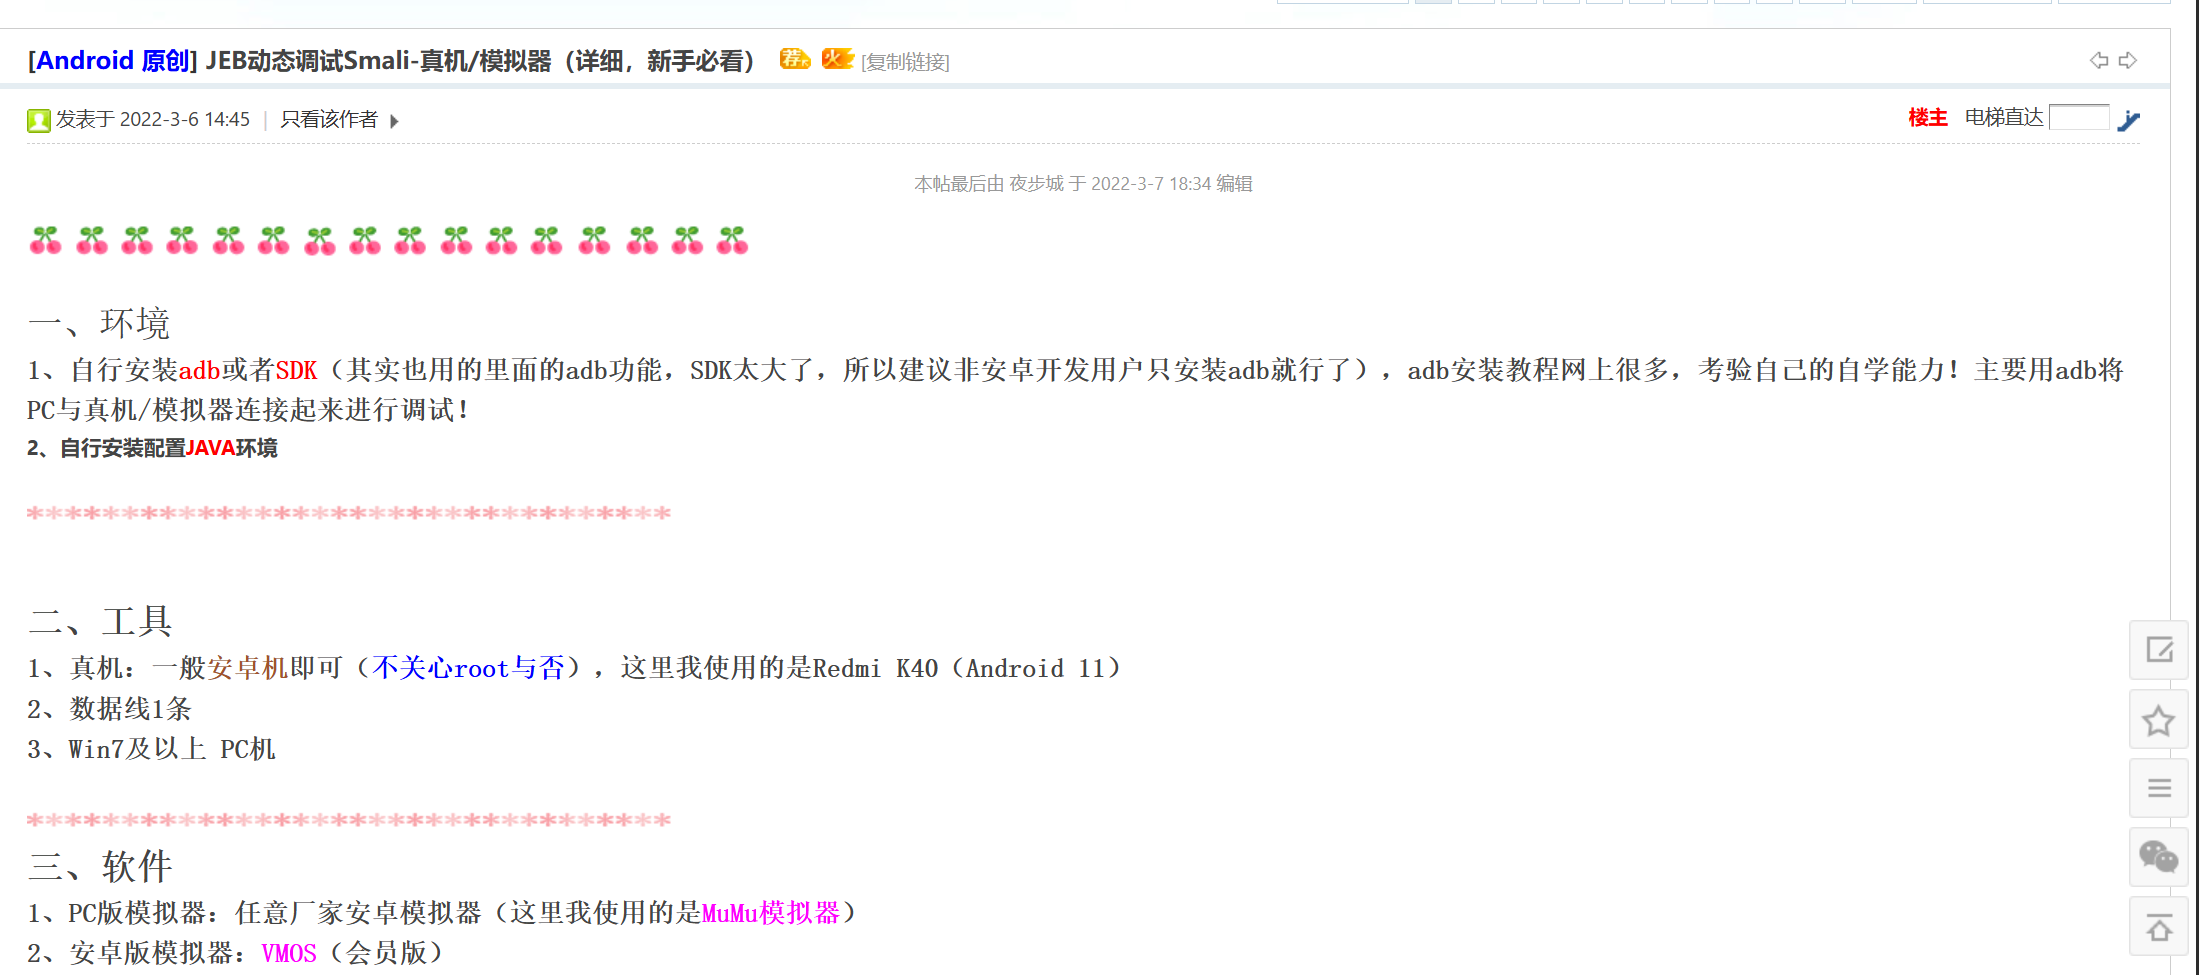 [Android 原创] JEB动态调试Smali-真机/模拟器（详细，新手必看） 荐 火 [复制链接]
发表于 2022-3-6 14:45 | 只看该作者
楼主 电梯直达
本帖最后由 夜步城 于 2022-3-7 18:34 编辑
一、环境
1、自行安装adb或者SDK（其实也用的里面的adb功能，SDK太大了，所以建议非安卓开发用户只安装adb就行了），adb安装教程网上很多，考验自己的自学能力！主要用adb将
PC与真机/模拟器连接起来进行调试！
2、自行安装配置JAVA环境
**********************************
二、工具
1、真机：一般安卓机即可（不关心root与否），这里我使用的是Redmi K40（Android 11）
2、数据线1条
3、Win7及以上 PC机
**********************************
三、软件
1、PC版模拟器：任意厂家安卓模拟器（这里我使用的是MuMu模拟器）
2、安卓版模拟器：VMOS（会员版）